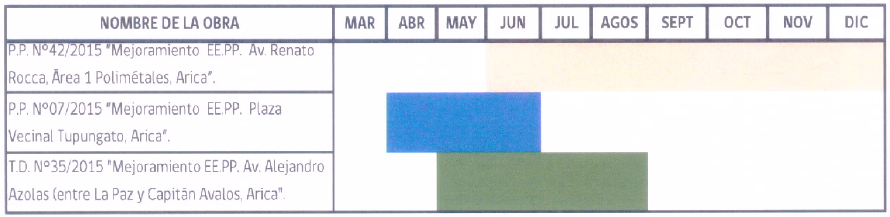 NOMBRE DE LA OBRA MAR ABR MAY JUN JUL AGOS SEPT OCT NOV DIC
P.P. Nº42/2015 "Mejoramiento EE.PP. Av. Renato
Rocca, Área 1 Polimétales, Arica".
P.P. Nº07/2015 "Mejoramiento EE.PP. Plaza
Vecinal Tupungato, Arica".
T.D. Nº35/2015 "Mejoramiento EE.PP. Av. Alejandro
Azolas (entre La Paz y Capitán Avalos, Arica".